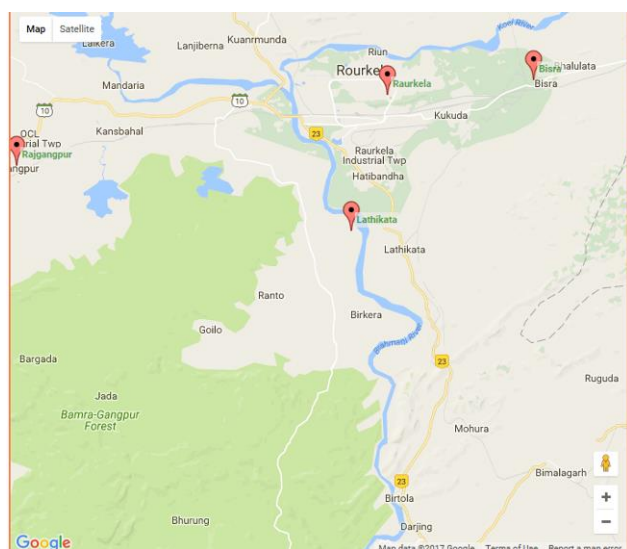 Map Satellite
Laikera
Lanjiberna
Kuanrmunda
Riun
Koel River
Mandaria
Rourkela
Raurkela
Bisra
Bhalulata
Bisra
10
10
Kansbahal
23
Kukuda
OCL
Rajgangpur
Raurkela
Industrial Twp
Hatibandha
Lathikata
Lathikata
Ranto
Birkera
Goilo
Brahmani River
Bargada
23
Ruguda
Jada
Bamra-Gangpur
Forest
Mohura
Bimalagarh
23
Birtola
Bhurung
Darjing
Google
Map data ©2017 Google Terms of Use Report a map error